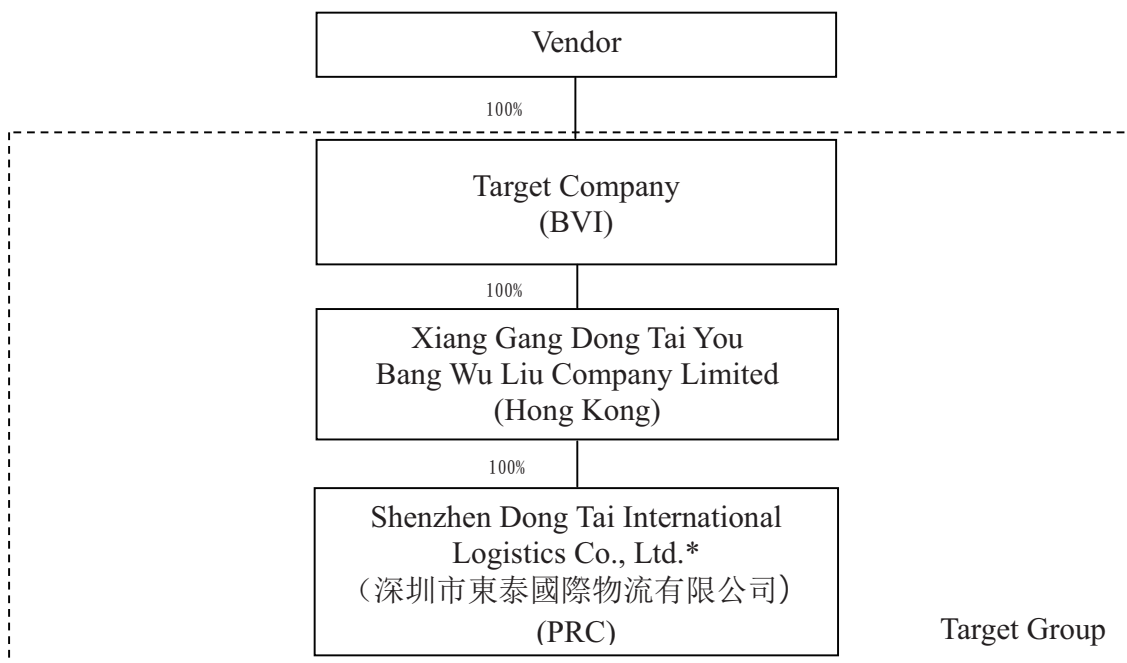 Vendor
100%
Target Company
(BVI)
100%
Xiang Gang Dong Tai You
Bang Wu Liu Company Limited
(Hong Kong)
100%
Shenzhen Dong Tai International
Logistics Co., Ltd.*
（深圳市東泰國際物流有限公司）
(PRC)
Target Group